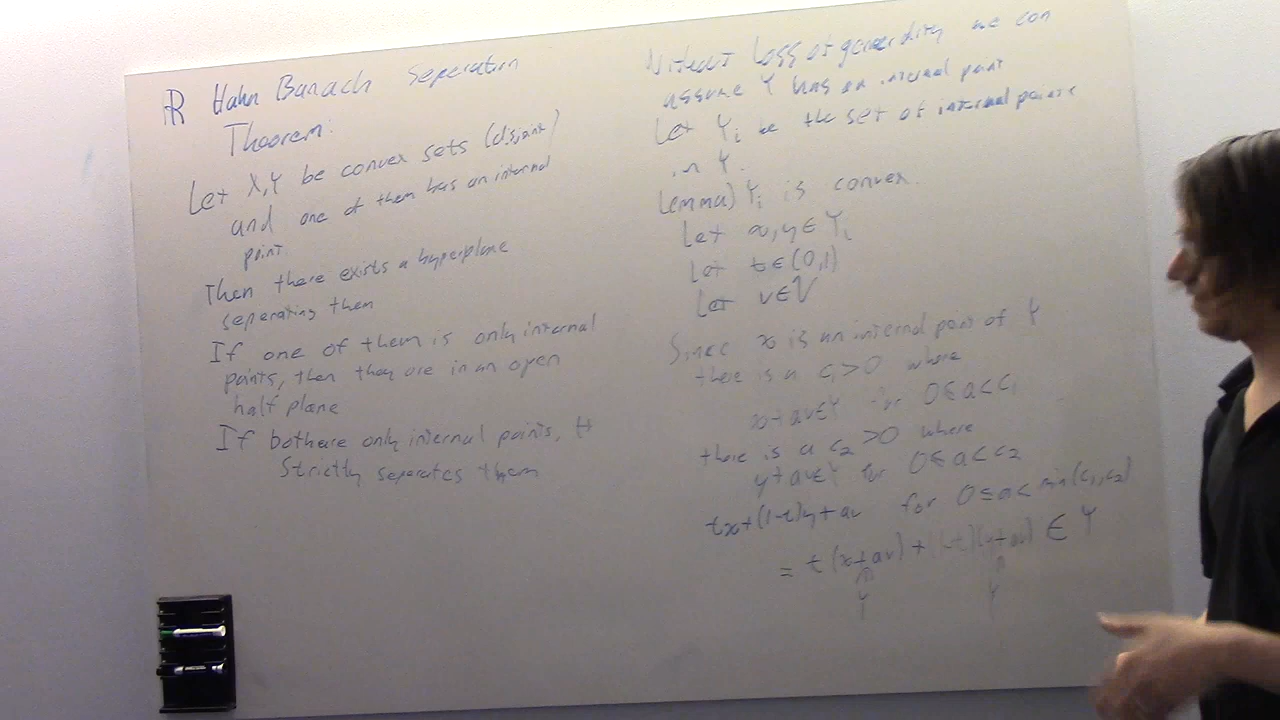 ℝ Hahn Banach Seperation
Theorem:
Let X,Y be convex sets (disjoint)
and one of them has an internal
point.
Then there exists a hyperplane
seperating them
If one of them is only internal
points, then they are in an open
half plane
If both are only internal points, it
strictly seperates them
Without loss of generality we can
assume Y has an internal point
Let Yᵢ be the set of internal points
in Y.
Lemma) Yᵢ is convex.
Let x,y ∈ Yᵢ
Let t ∈ (0,1)
Let v ∈ V
Since x is an internal point of Y
there is a c₁>0 where
x+av∈Y for 0≤a<c₁
there is a c₂>0 where
y+av∈Y for 0≤a<c₂
tx+(1-t)y+av for 0≤a<min(c₁,c₂)
= t(x+av)+(1-t)(y+av) ∈ Y
Y Y